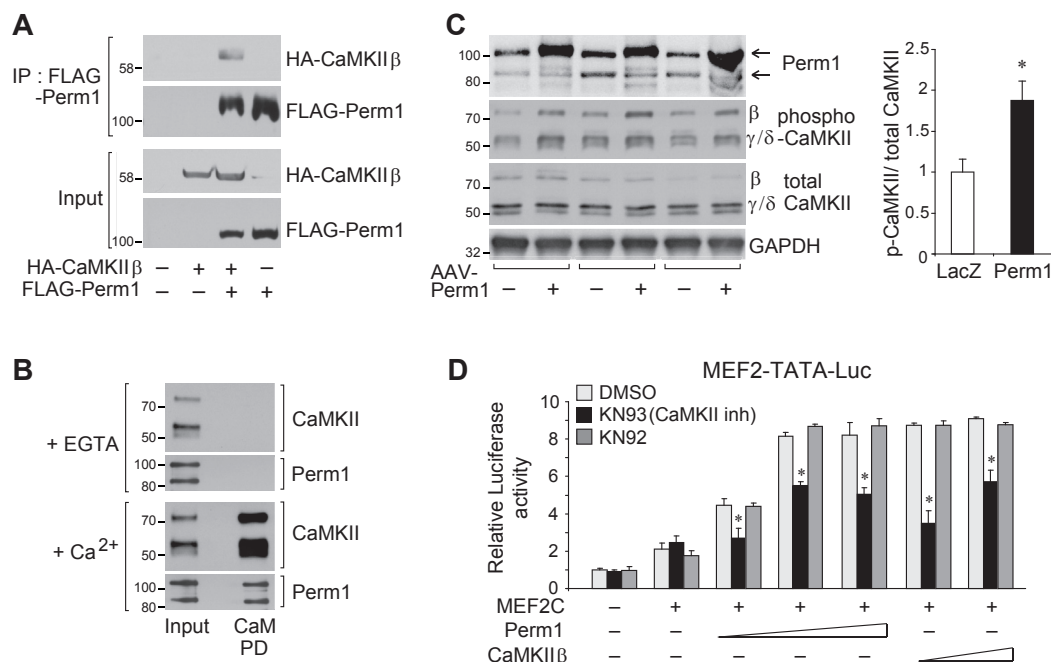 A
IP : FLAG
-Perm1
58
HA-CaMKIIβ
100
FLAG-Perm1
Input
58
HA-CaMKIIβ
100
FLAG-Perm1
HA-CaMKIIβ – + + –
FLAG-Perm1 – – + +
B
+ EGTA
70
50
CaMKII
100
80
Perm1
+ Ca2+
70
50
CaMKII
100
80
Perm1
Input CaM
PD
C
100
80
Perm1
70
50
β phospho
γ/δ -CaMKII
70
50
β total
γ/δ CaMKII
37
32
GAPDH
AAV-
Perm1 – + – + – +
p-CaMKII/ total CaMKII
2.5
2
1.5
1
0.5
0
*
LacZ Perm1
D
MEF2-TATA-Luc
DMSO
KN93(CaMKII inh)
KN92
Relative Luciferase
activity
10
8
6
4
2
0
* * * * *
MEF2C – + + + + + +
Perm1 – – – –
CaMKIIβ – – – – –